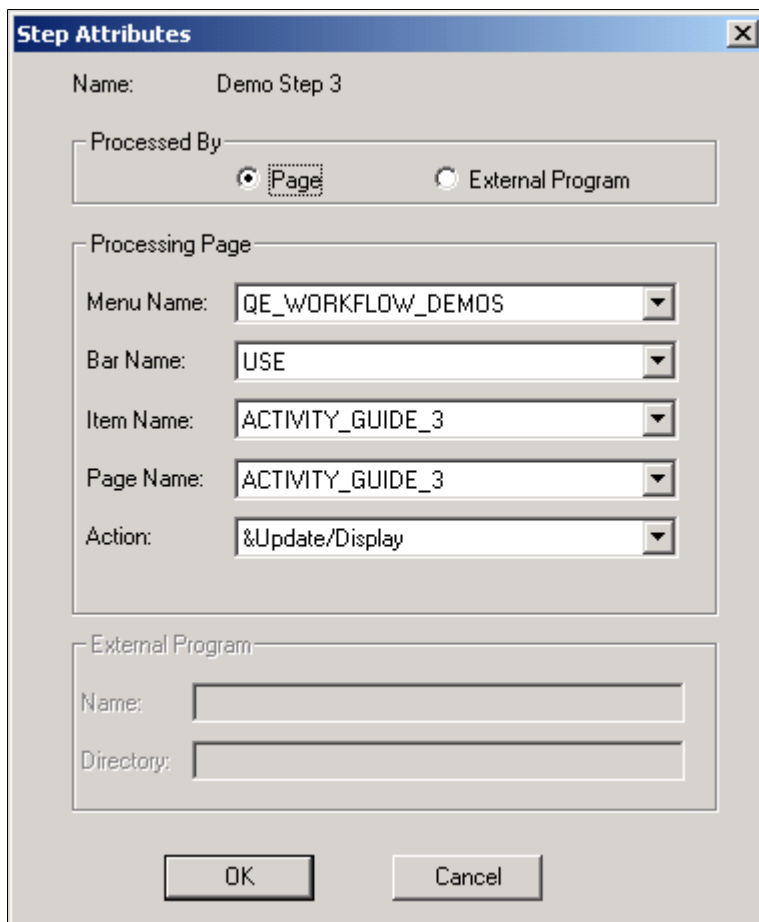 Step Attributes
Name: Demo Step 3
Processed By
Page External Program
Processing Page
Menu Name: QE_WORKFLOW_DEMOS
Bar Name: USE
Item Name: ACTIVITY_GUIDE_3
Page Name: ACTIVITY_GUIDE_3
Action: &Update/Display
External Program
Name:
Directory:
OK Cancel